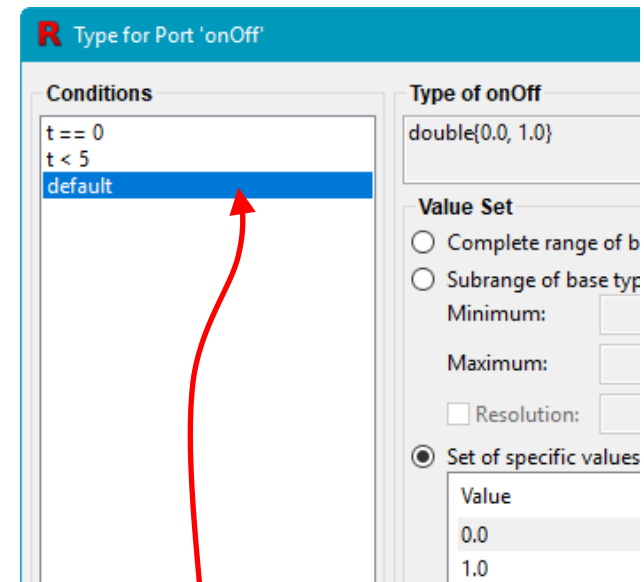 R Type for Port 'onOff'
Conditions
t == 0
t < 5
default
Type of onOff
double{0.0, 1.0}
Value Set
Complete range of b
Subrange of base typ
Minimum:
Maximum:
Resolution:
Set of specific values
Value
0.0
1.0